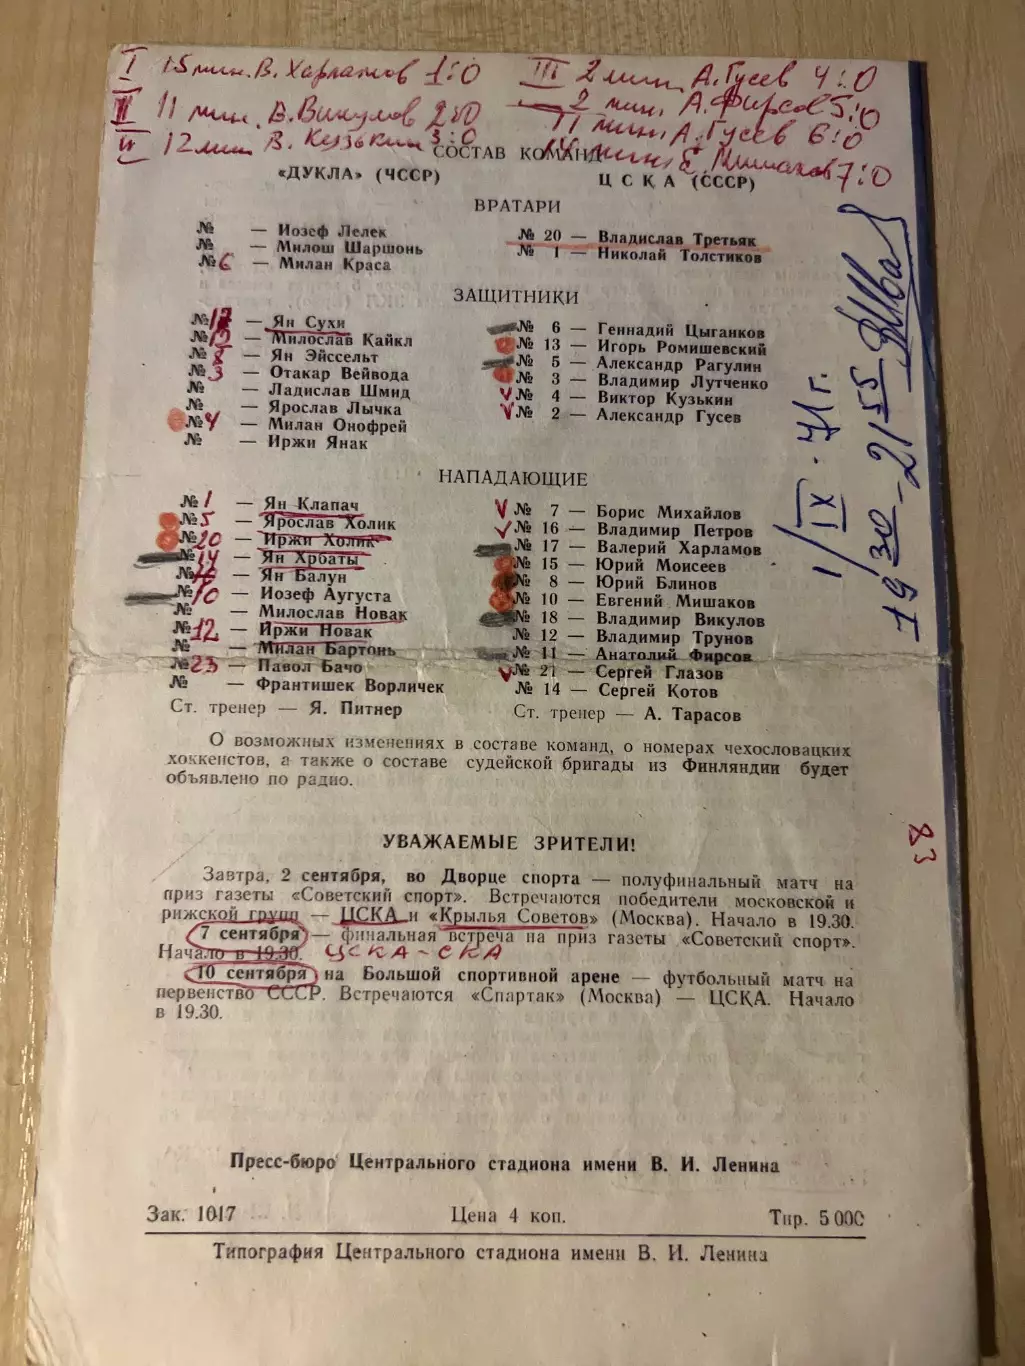 I 15 мин. В. Харламов 1:0
II 11 мин. В. Викулов 2:0
II 12 мин В. Кузькин 3:0
III 2 мин. А. Гусев 4:0
2 мин. А. Фирсов 5:0
11 мин. А. Гусев 6:0
мин. Е. Мишаков 7:0
СОСТАВ КОМАНД
«ДУКЛА» (ЧССР)
ЦСКА (СССР)
ВРАТАРИ
№ — Иозеф Лелек
№ — Милош Шаршонь
№ 6 — Милан Краса
№ 20 — Владислав Третьяк
№ 1 — Николай Толстиков
ЗАЩИТНИКИ
№ 17 — Ян Сухи
№ — Милослав Кайкл
№ 8 — Ян Эйссельт
№ 3 — Отакар Вейвода
№ — Ладислав Шмид
№ — Ярослав Лычка
№ 4 — Милан Онофрей
№ — Иржи Янак
№ 6 — Геннадий Цыганков
№ 13 — Игорь Ромишевский
№ 5 — Александр Рагулин
№ 3 — Владимир Лутченко
№ 4 — Виктор Кузькин
№ 2 — Александр Гусев
НАПАДАЮЩИЕ
№ 1 — Ян Клапач
№ 5 — Ярослав Холик
№ 20 — Иржи Холик
№ 14 — Ян Хрбаты
№ — Ян Балун
№ 10 — Иозеф Аугуста
№ — Милослав Новак
№ 12 — Иржи Новак
№ — Милан Бартонь
№ 23 — Павол Бачо
№ — Франтишек Ворличек
Ст. тренер — Я. Питнер
№ 7 — Борис Михайлов
№ 16 — Владимир Петров
№ 17 — Валерий Харламов
№ 15 — Юрий Моисеев
№ 8 — Юрий Блинов
№ 10 — Евгений Мишаков
№ 18 — Владимир Викулов
№ 12 — Владимир Трунов
№ 11 — Анатолий Фирсов
№ 21 — Сергей Глазов
№ 14 — Сергей Котов
Ст. тренер — А. Тарасов
1/IX-71 г.
19 30 - 21 55
О возможных изменениях в составе команд, о номерах чехословацких
хоккеистов, а также о составе судейской бригады из Финляндии будет
объявлено по радио.
83
УВАЖАЕМЫЕ ЗРИТЕЛИ!
Завтра, 2 сентября, во Дворце спорта — полуфинальный матч на
приз газеты «Советский спорт». Встречаются победители московской и
рижской групп — ЦСКА и «Крылья Советов» (Москва). Начало в 19.30.
7 сентября — финальная встреча на приз газеты «Советский спорт».
Начало в 19.30. ЦСКА - СКА
10 сентября на Большой спортивной арене — футбольный матч на
первенство СССР. Встречаются «Спартак» (Москва) — ЦСКА. Начало
в 19.30.
Пресс-бюро Центрального стадиона имени В. И. Ленина
Зак. 1017
Цена 4 коп.
Тир. 5 000
Типография Центрального стадиона имени В. И. Ленина